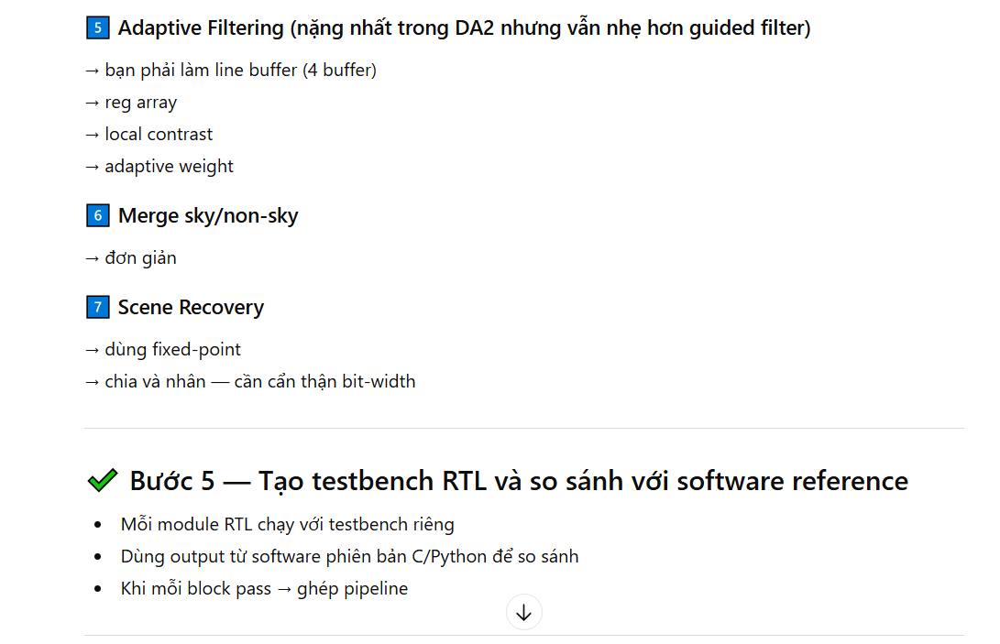 5 Adaptive Filtering (nặng nhất trong DA2 nhưng vẫn nhẹ hơn guided filter)
→ bạn phải làm line buffer (4 buffer)
→ reg array
→ local contrast
→ adaptive weight
6 Merge sky/non-sky
→ đơn giản
7 Scene Recovery
→ dùng fixed-point
→ chia và nhân — cần cẩn thận bit-width
✔ Bước 5 — Tạo testbench RTL và so sánh với software reference
• Mỗi module RTL chạy với testbench riêng
• Dùng output từ software phiên bản C/Python để so sánh
• Khi mỗi block pass → ghép pipeline